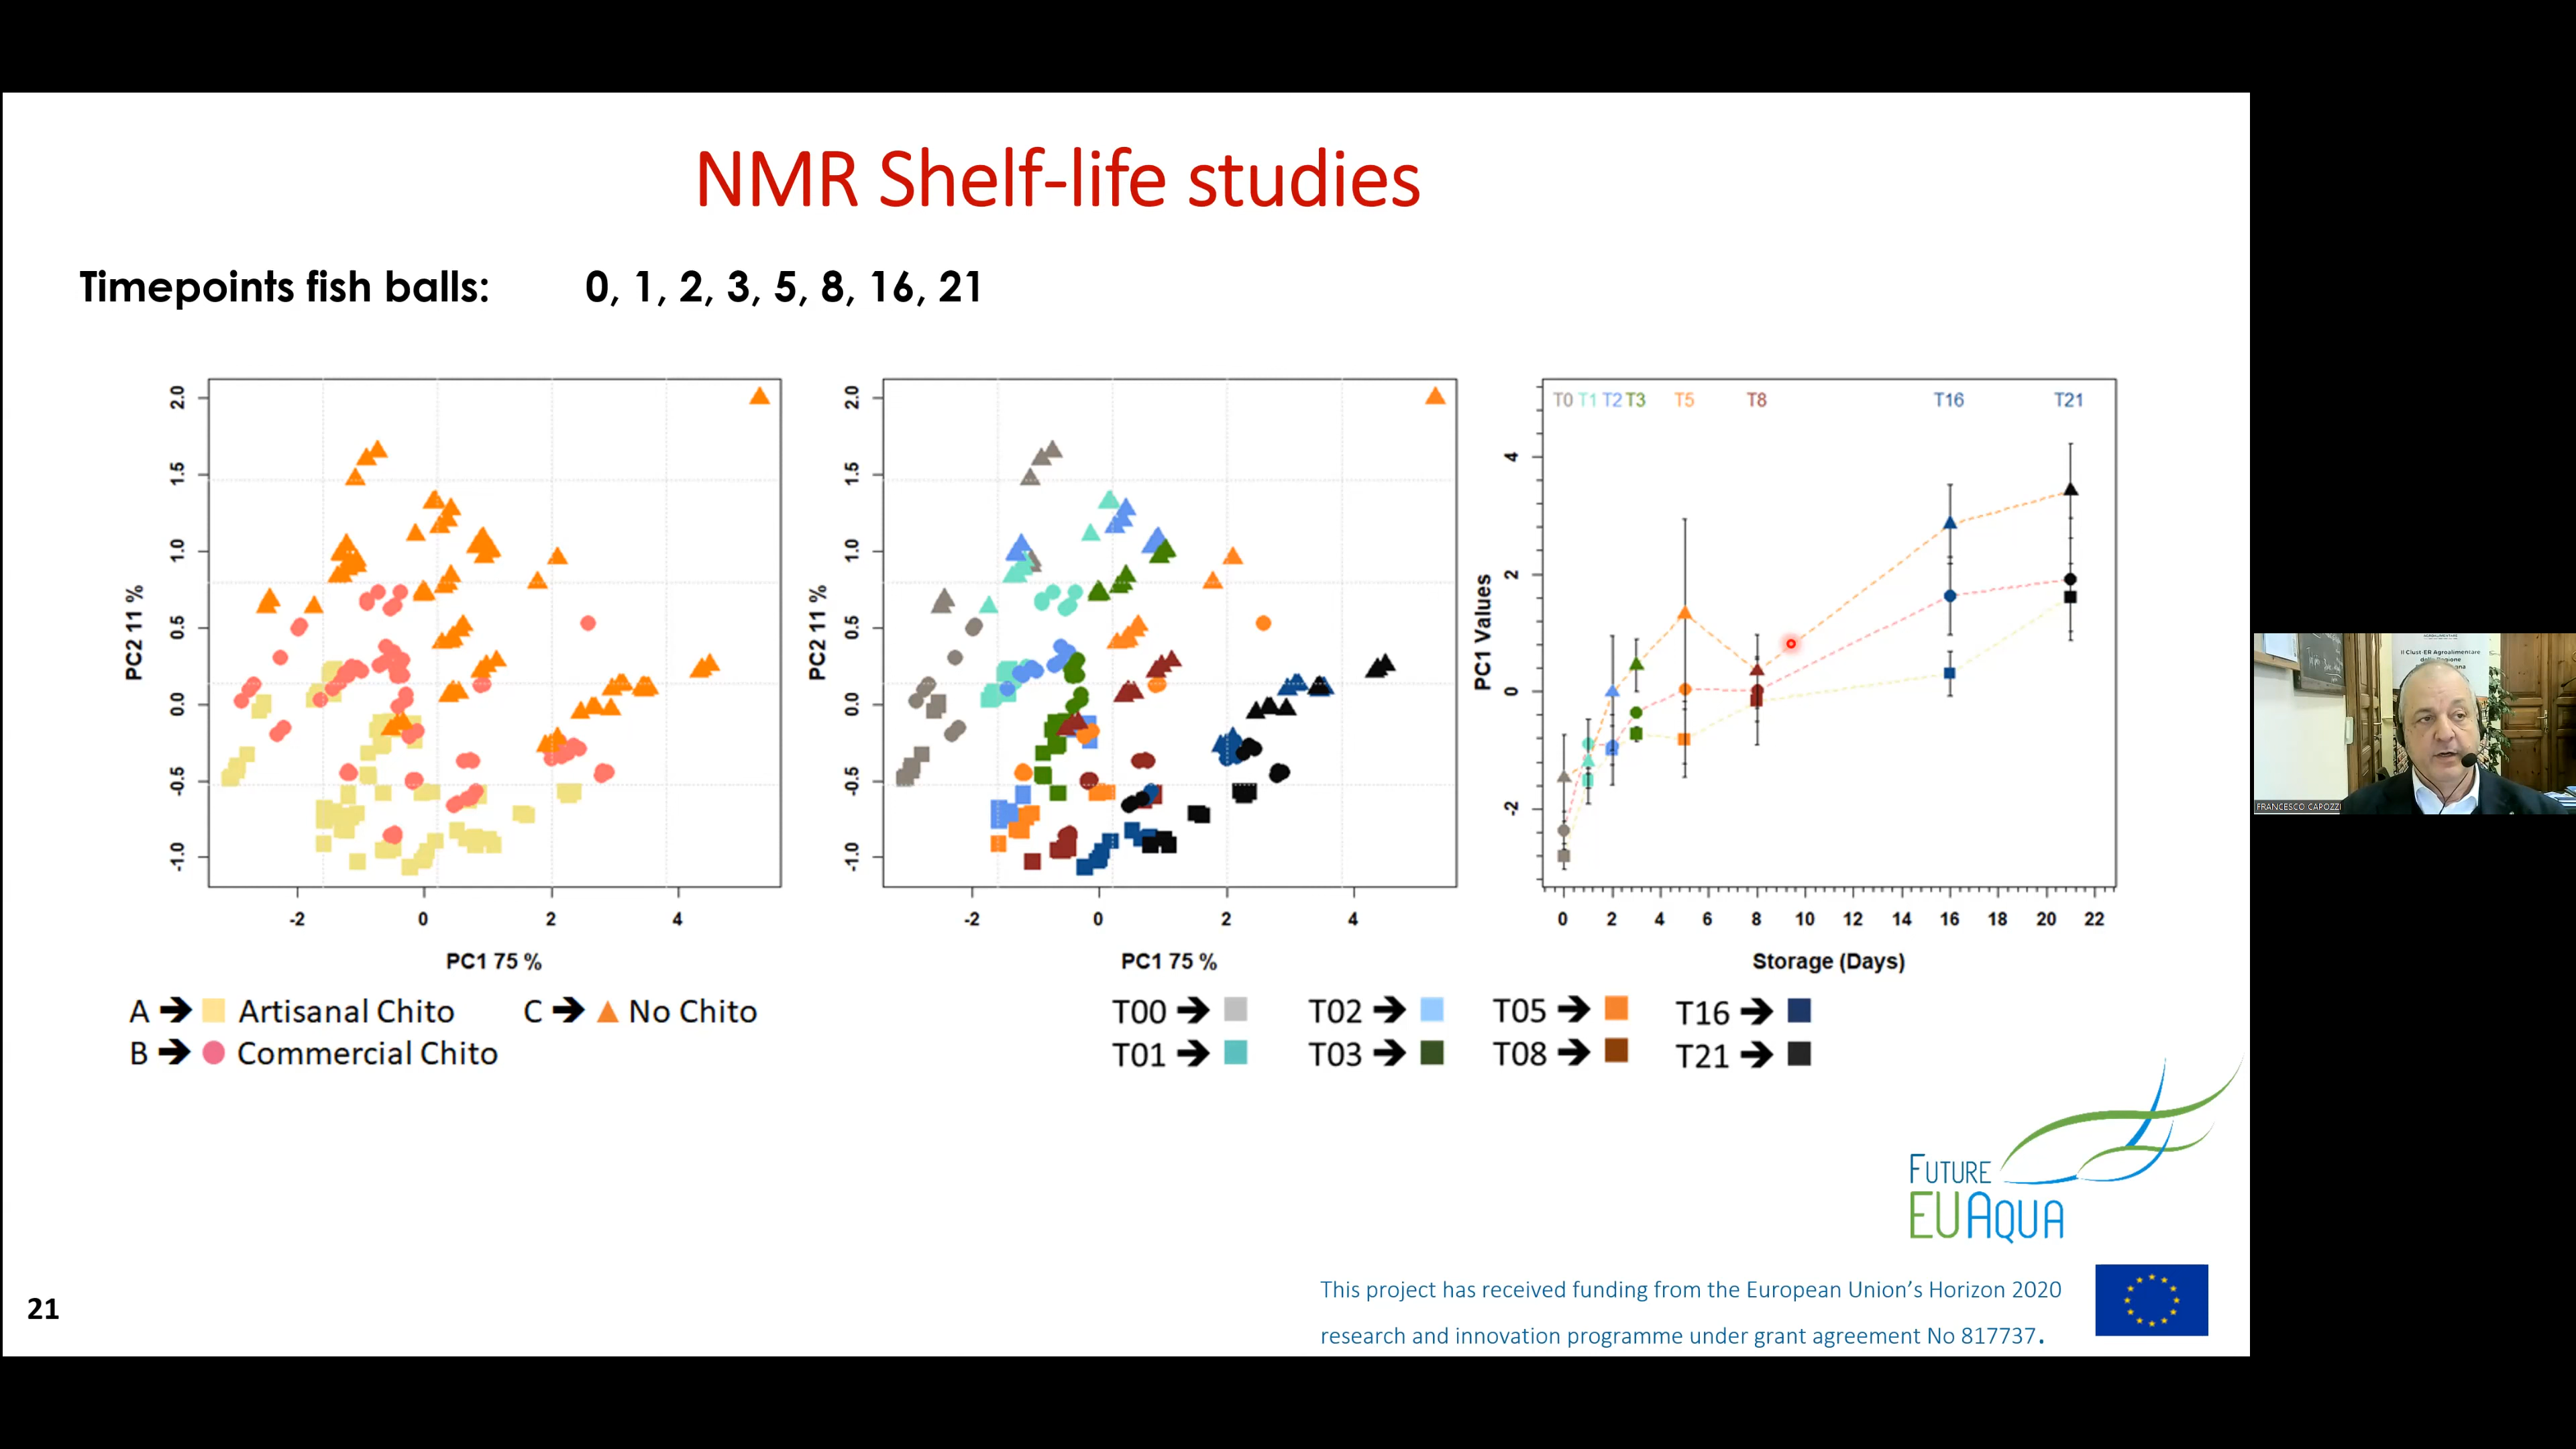 NMR Shelf-life studies
Timepoints fish balls: 0, 1, 2, 3, 5, 8, 16, 21
PC2 11 %
2.0
1.5
1.0
0.5
0.0
-0.5
-1.0
-2 0 2 4
PC1 75 %
PC2 11 %
2.0
1.5
1.0
0.5
0.0
-0.5
-1.0
-2 0 2 4
PC1 75 %
T0 T1 T2 T3 T5 T8 T16 T21
PC1 Values
4
2
0
-2
0 2 4 6 8 10 12 14 16 18 20 22
Storage (Days)
A ➔ Artisanal Chito C ➔ No Chito
B ➔ Commercial Chito
T00 ➔ T02 ➔ T05 ➔ T16 ➔
T01 ➔ T03 ➔ T08 ➔ T21 ➔
FUTURE
EUAQUA
This project has received funding from the European Union’s Horizon 2020
research and innovation programme under grant agreement No 817737.
21
Il Clust-ER Agroalimentare
FRANCESCO CAPOZZI